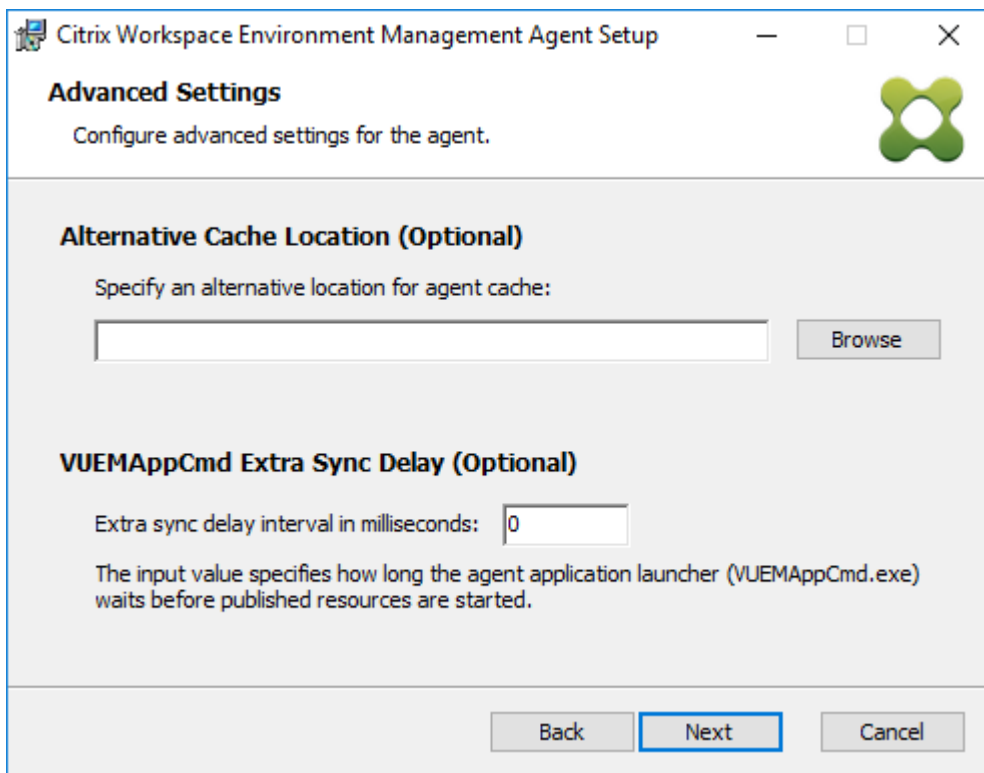 Citrix Workspace Environment Management Agent Setup
Advanced Settings
Configure advanced settings for the agent.
Alternative Cache Location (Optional)
Specify an alternative location for agent cache:
Browse
VUEMAppCmd Extra Sync Delay (Optional)
Extra sync delay interval in milliseconds: 0
The input value specifies how long the agent application launcher (VUEMAppCmd.exe)
waits before published resources are started.
Back Next Cancel